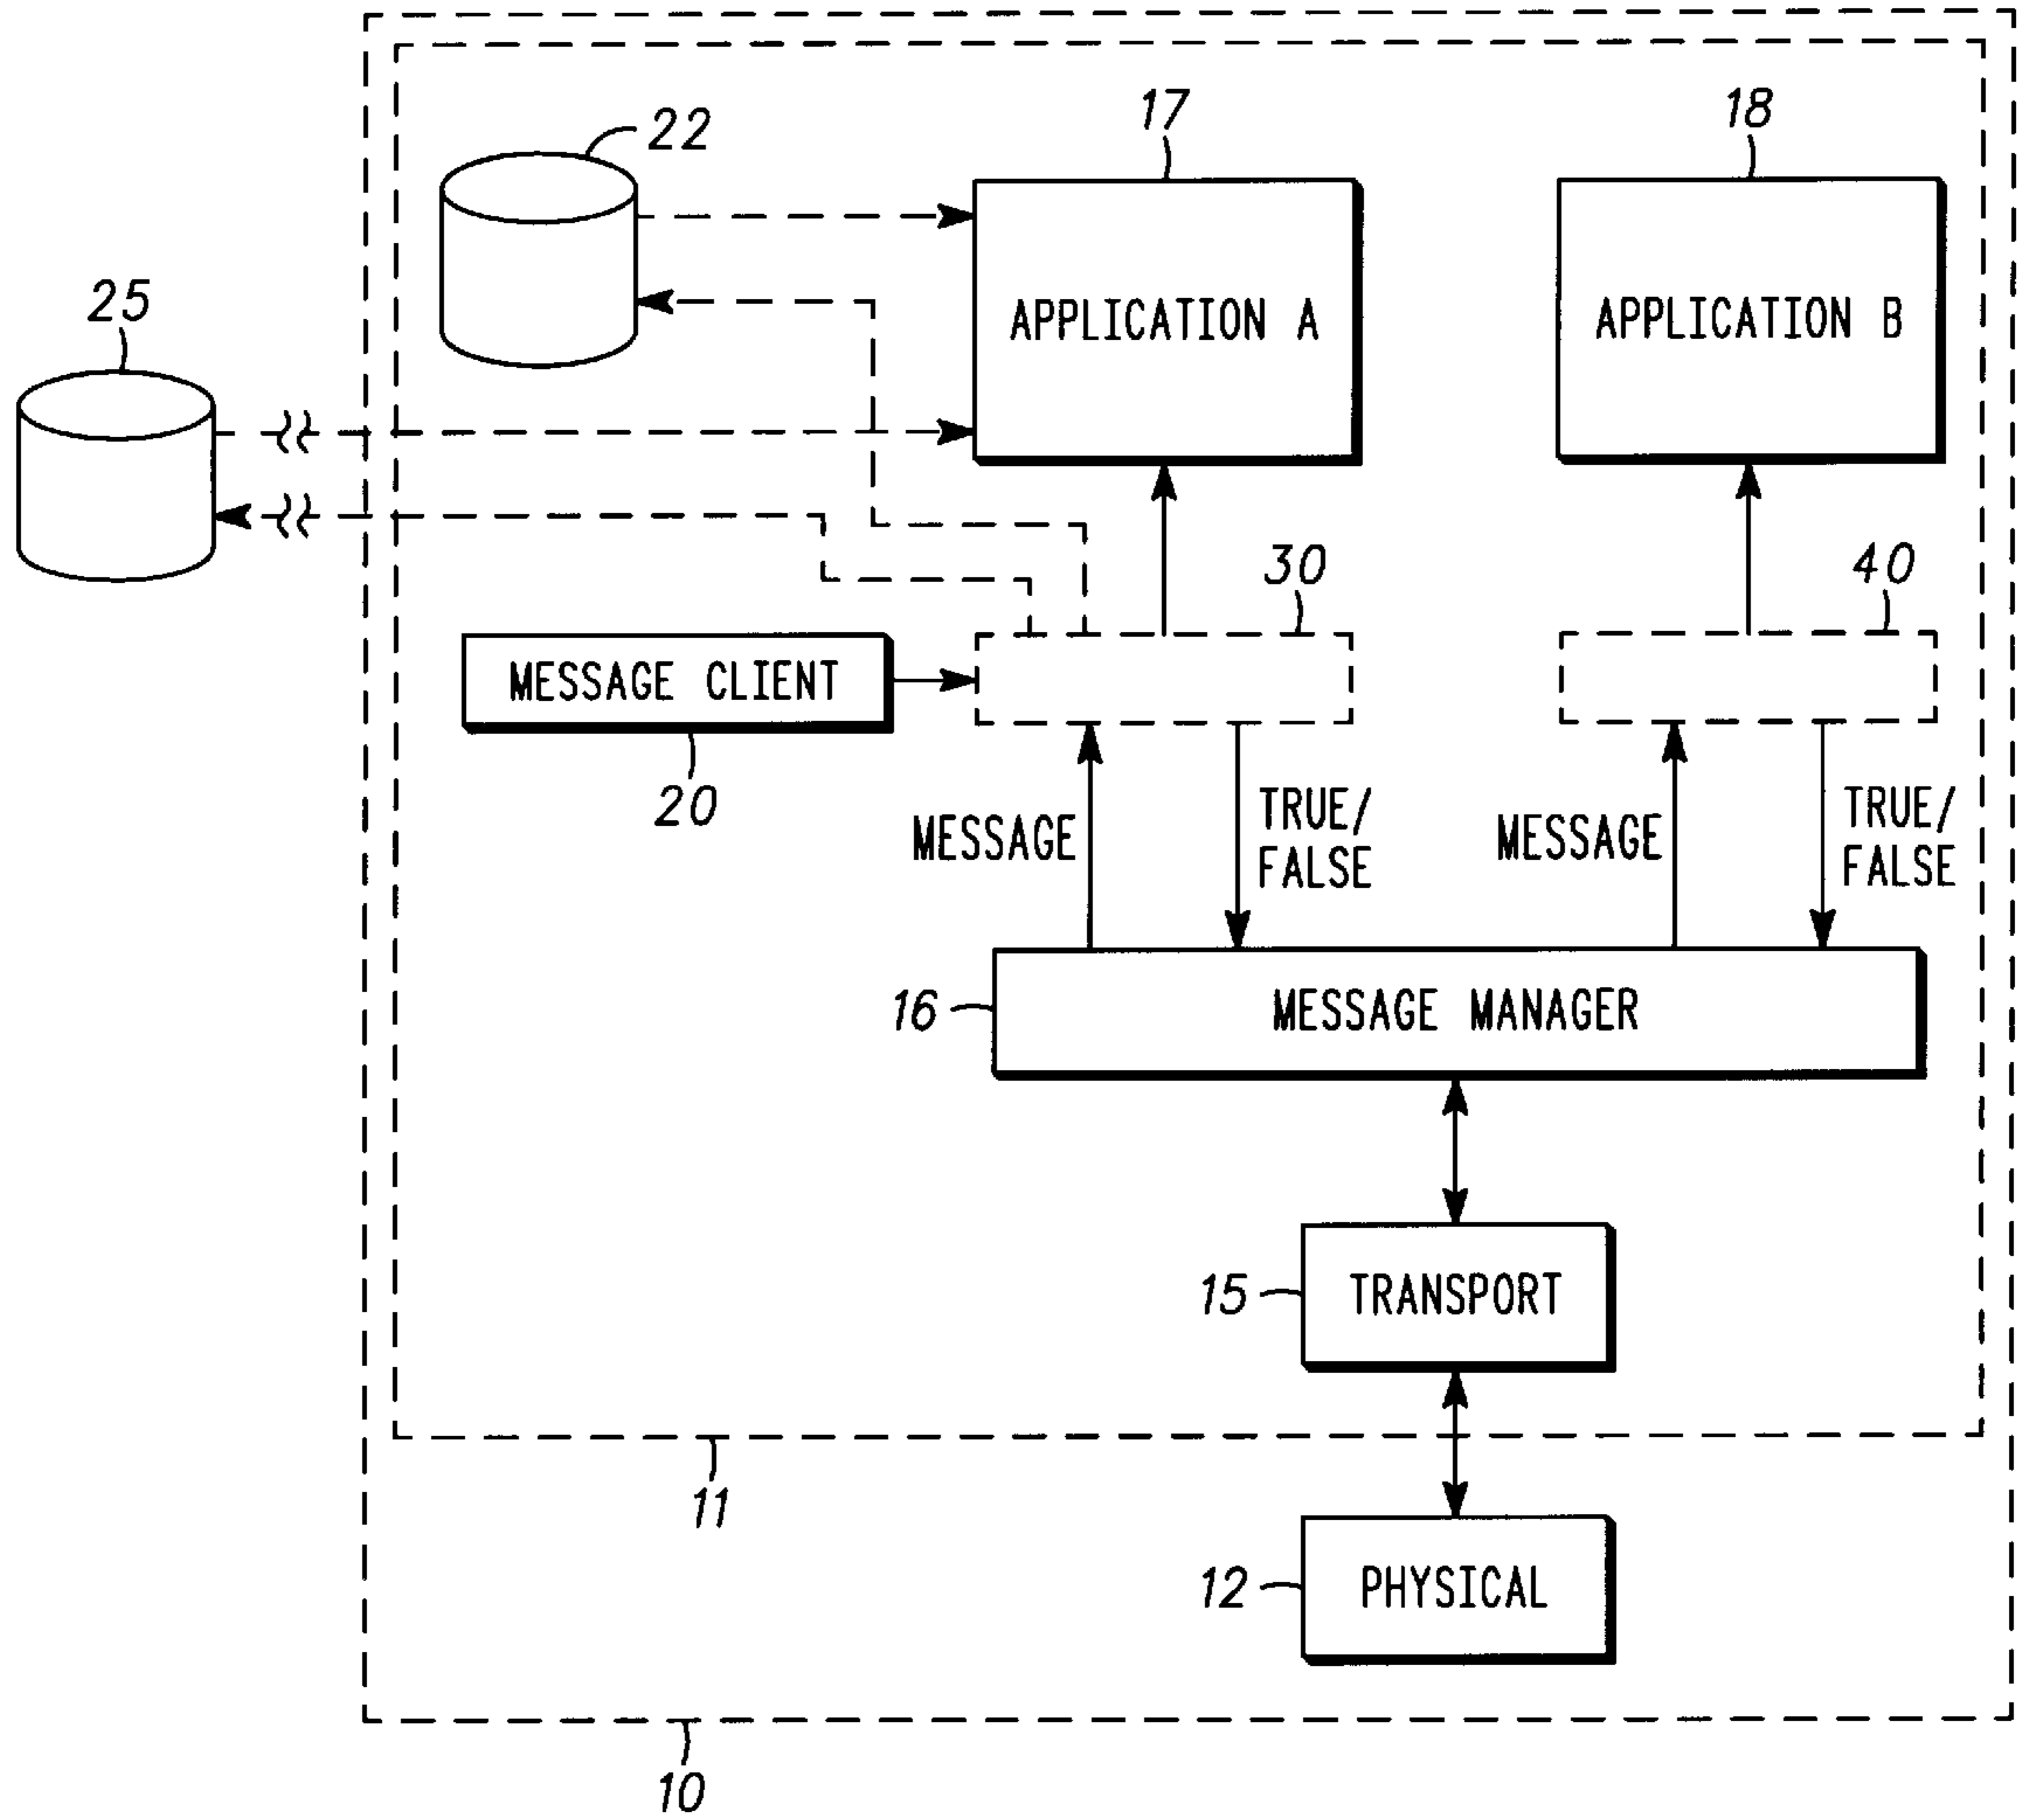 17
18
22
25
APPLICATION A
APPLICATION B
30
40
MESSAGE CLIENT
20
MESSAGE
TRUE/
FALSE
MESSAGE
TRUE/
FALSE
16
MESSAGE MANAGER
15
TRANSPORT
11
12
PHYSICAL
10